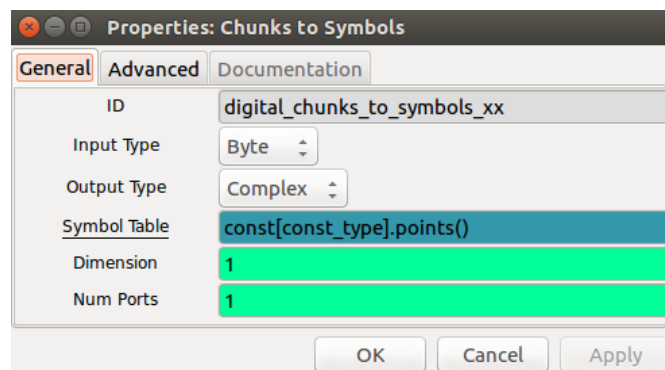 Properties: Chunks to Symbols
General Advanced Documentation
ID digital_chunks_to_symbols_xx
Input Type Byte
Output Type Complex
Symbol Table const[const_type].points()
Dimension 1
Num Ports 1
OK Cancel Apply